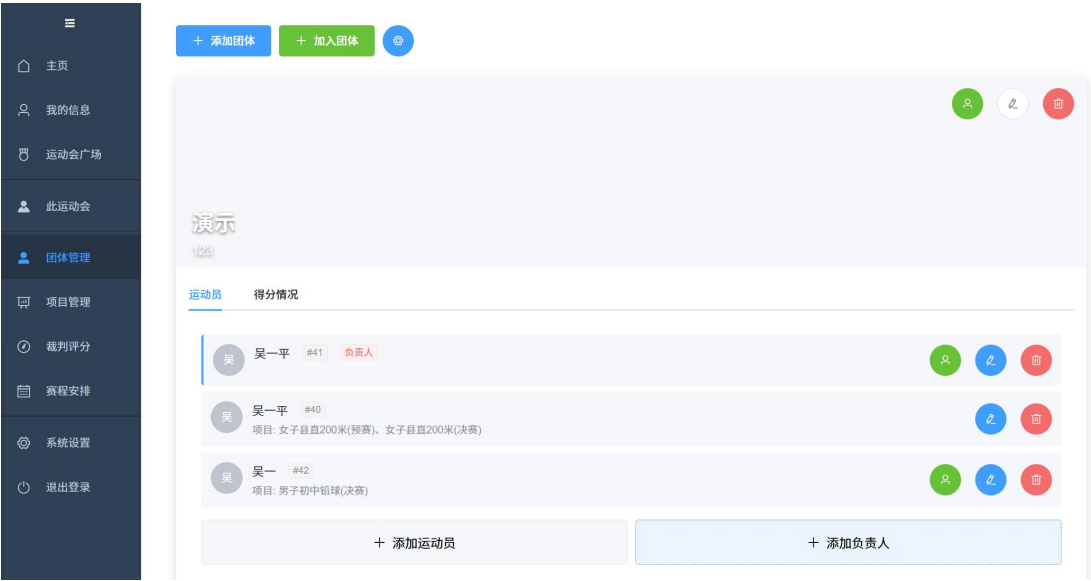 主页
我的信息
运动会广场
此运动会
团体管理
项目管理
裁判评分
赛程安排
系统设置
退出登录
+ 添加团体
+ 加入团体
演示
123
运动员 得分情况
吴
吴一平 #41 负责人
吴
吴一平 #40
项目: 女子县直200米(预赛)、女子县直200米(决赛)
吴
吴一 #42
项目: 男子初中铅球(决赛)
+ 添加运动员
+ 添加负责人